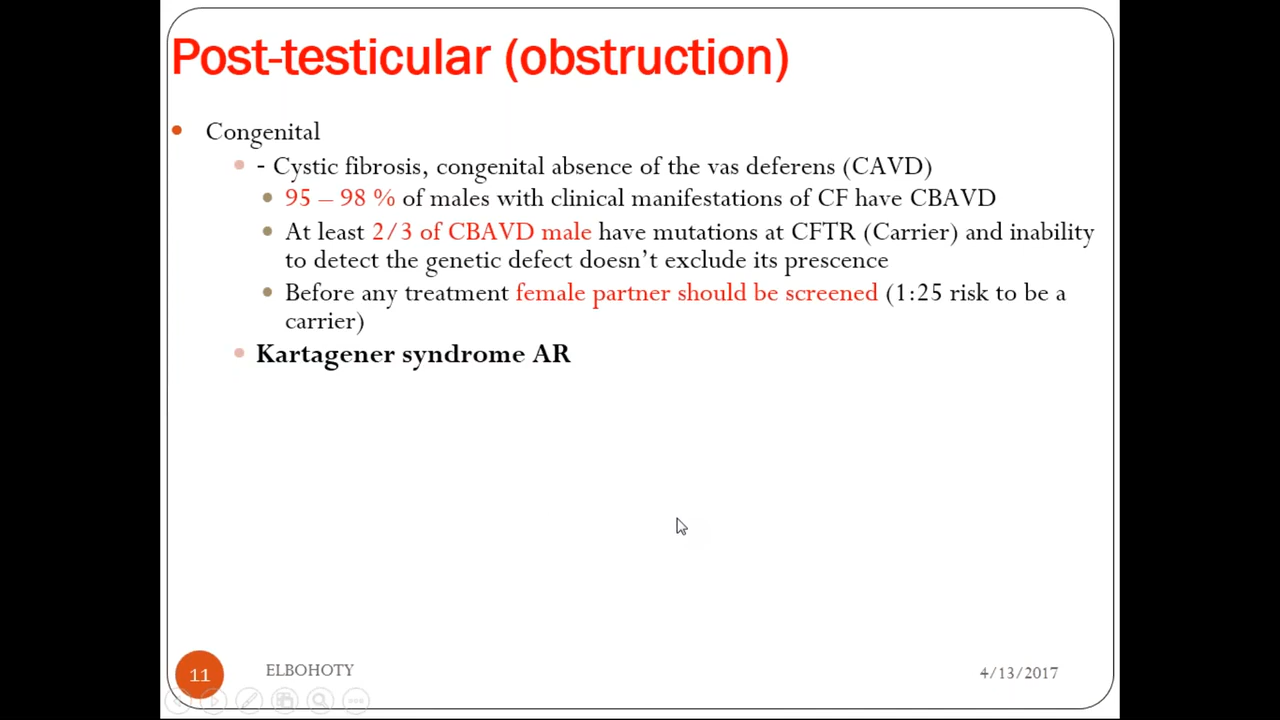 Post-testicular (obstruction)
• Congenital
• - Cystic fibrosis, congenital absence of the vas deferens (CAVD)
• 95 – 98 % of males with clinical manifestations of CF have CBAVD
• At least 2/3 of CBAVD male have mutations at CFTR (Carrier) and inability
to detect the genetic defect doesn't exclude its prescence
• Before any treatment female partner should be screened (1:25 risk to be a
carrier)
• Kartagener syndrome AR
11
ELBOHOTY
4/13/2017